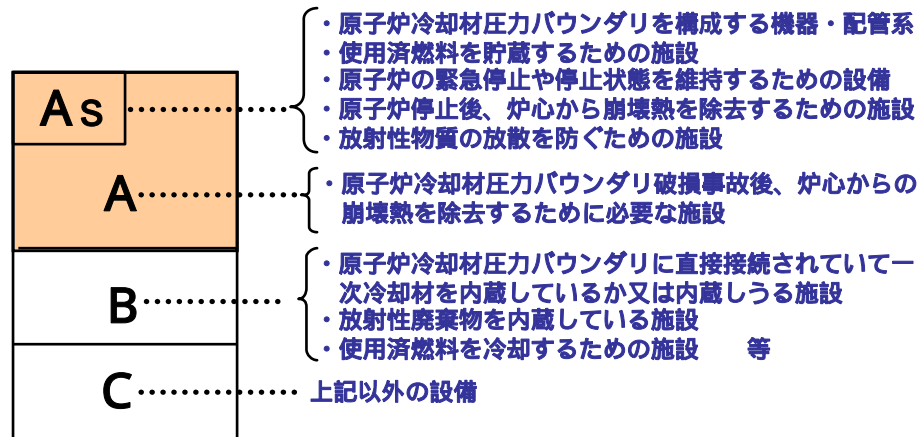 As
・原子炉冷却材圧力バウンダリを構成する機器・配管系
・使用済燃料を貯蔵するための施設
・原子炉の緊急停止や停止状態を維持するための設備
・原子炉停止後、炉心から崩壊熱を除去するための施設
・放射性物質の放散を防ぐための施設
A
・原子炉冷却材圧力バウンダリ破損事故後、炉心からの
崩壊熱を除去するために必要な施設
B
・原子炉冷却材圧力バウンダリに直接接続されていて一
次冷却材を内蔵しているか又は内蔵しうる施設
・放射性廃棄物を内蔵している施設
・使用済燃料を冷却するための施設　　等
C
上記以外の設備